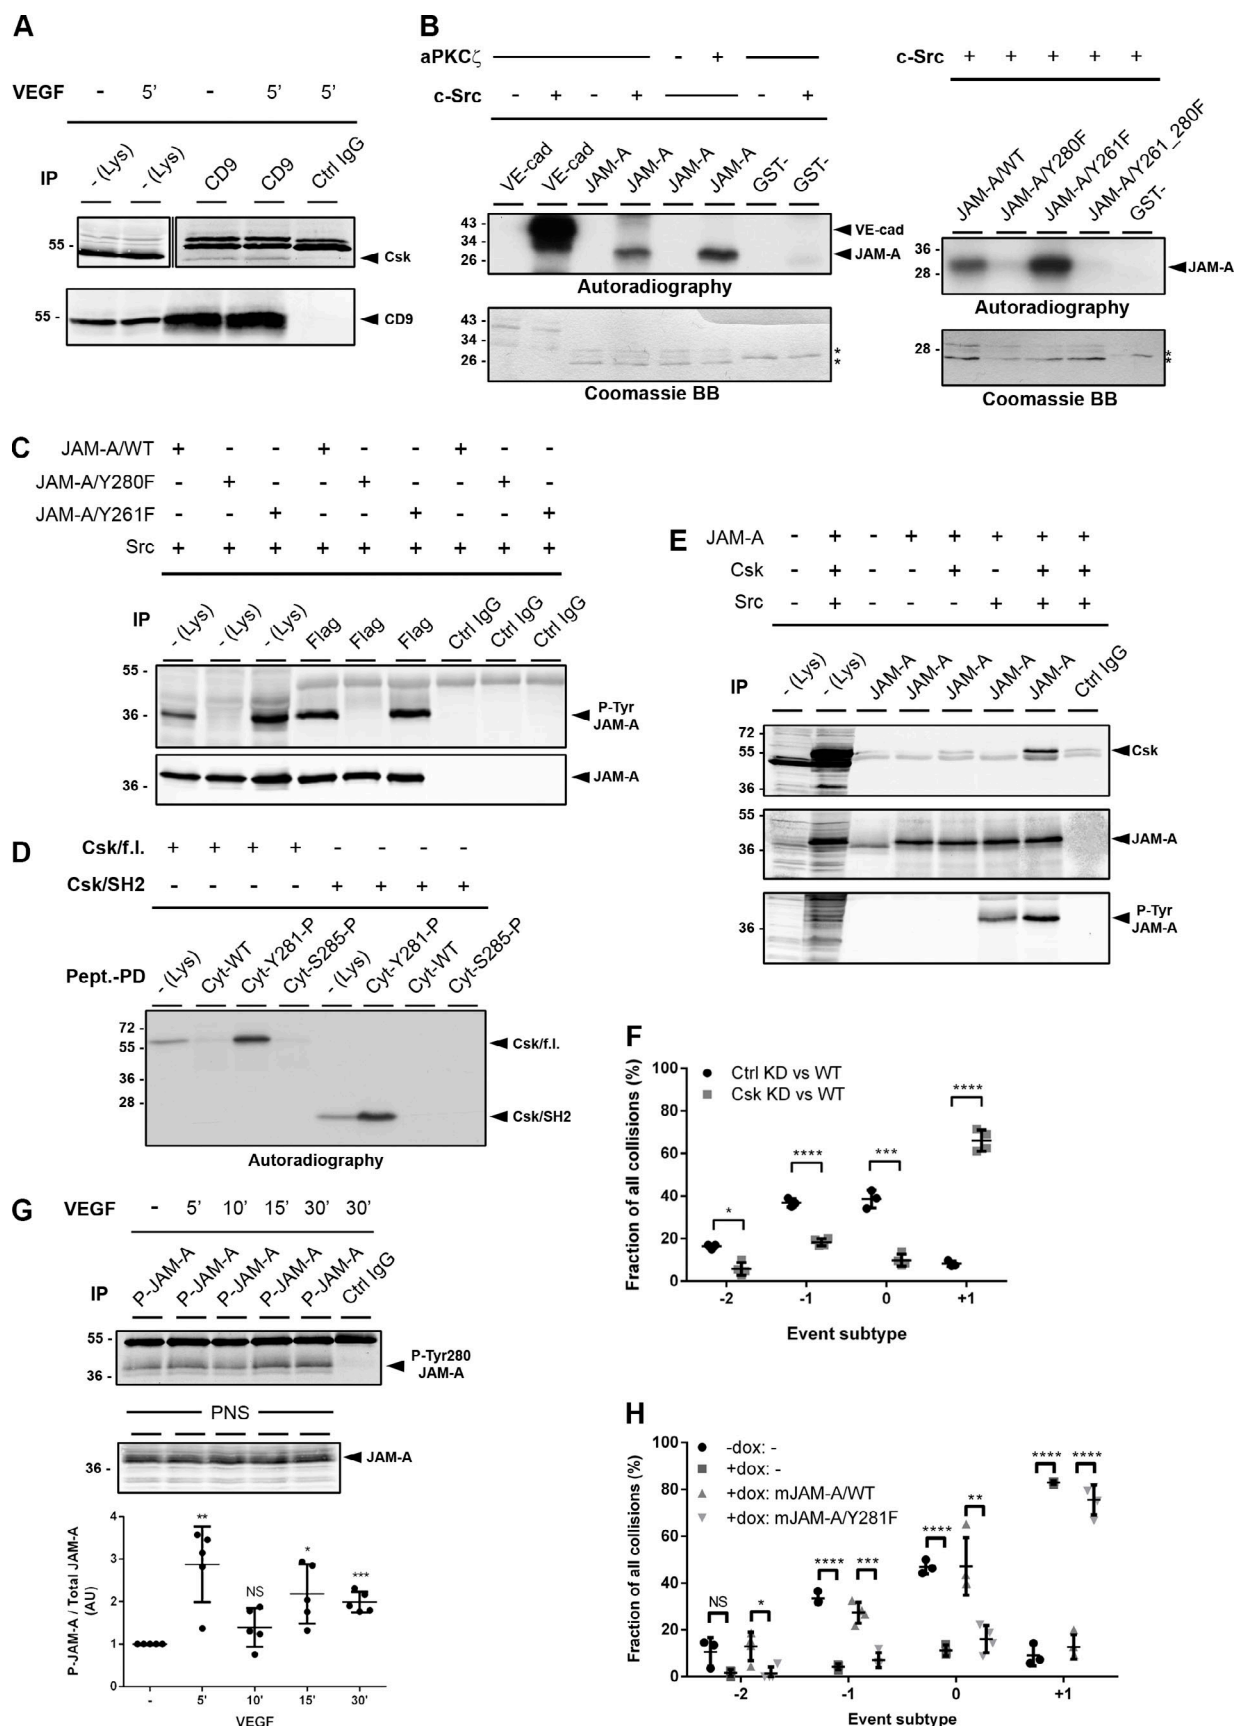 A
VEGF - 5' - 5' 5'
IP - (Lys) - (Lys) CD9 CD9 Ctrl IgG
55 - Csk
55 - CD9
B
aPKCζ - +
c-Src - + - + - +
VE-cad VE-cad JAM-A JAM-A JAM-A JAM-A GST- GST-
43 - VE-cad
34 -
26 - JAM-A
Autoradiography
43 -
34 - *
26 - *
Coomassie BB
c-Src + + + + +
JAM-A/WT JAM-A/Y280F JAM-A/Y261F JAM-A/Y261_280F GST-
36 -
28 - JAM-A
Autoradiography
28 - *
*
Coomassie BB
C
JAM-A/WT + - - + - - + - -
JAM-A/Y280F - + - - + - - + -
JAM-A/Y261F - - + - - + - - +
Src + + + + + + + + +
IP - (Lys) - (Lys) - (Lys) Flag Flag Flag Ctrl IgG Ctrl IgG Ctrl IgG
55 -
36 - P-Tyr
JAM-A
36 - JAM-A
D
Csk/f.l. + + + + - - - -
Csk/SH2 - - - - + + + +
Pept.-PD - (Lys) Cyt-WT Cyt-Y281-P Cyt-S285-P - (Lys) Cyt-Y281-P Cyt-WT Cyt-S285-P
72 -
55 - Csk/f.l.
36 -
28 -
Csk/SH2
Autoradiography
E
JAM-A - + - + + + + +
Csk - + - - + - + +
Src - + - - - + + +
IP - (Lys) - (Lys) JAM-A JAM-A JAM-A JAM-A JAM-A Ctrl IgG
72 -
55 - Csk
36 -
55 -
36 - JAM-A
36 - P-Tyr
JAM-A
F
Fraction of all collisions (%)
100
80
60
40
20
0
Ctrl KD vs WT
Csk KD vs WT
* **** *** ****
-2 -1 0 +1
Event subtype
G
VEGF - 5' 10' 15' 30' 30'
IP P-JAM-A P-JAM-A P-JAM-A P-JAM-A P-JAM-A Ctrl IgG
55 -
36 - P-Tyr280
JAM-A
PNS
36 - JAM-A
P-JAM-A / Total JAM-A
(AU)
4
3
2
1
0
** NS * ***
- 5' 10' 15' 30'
VEGF
H
Fraction of all collisions (%)
100
80
60
40
20
0
-dox: -
+dox: -
+dox: mJAM-A/WT
+dox: mJAM-A/Y281F
NS * **** *** **** ** **** ****
-2 -1 0 +1
Event subtype